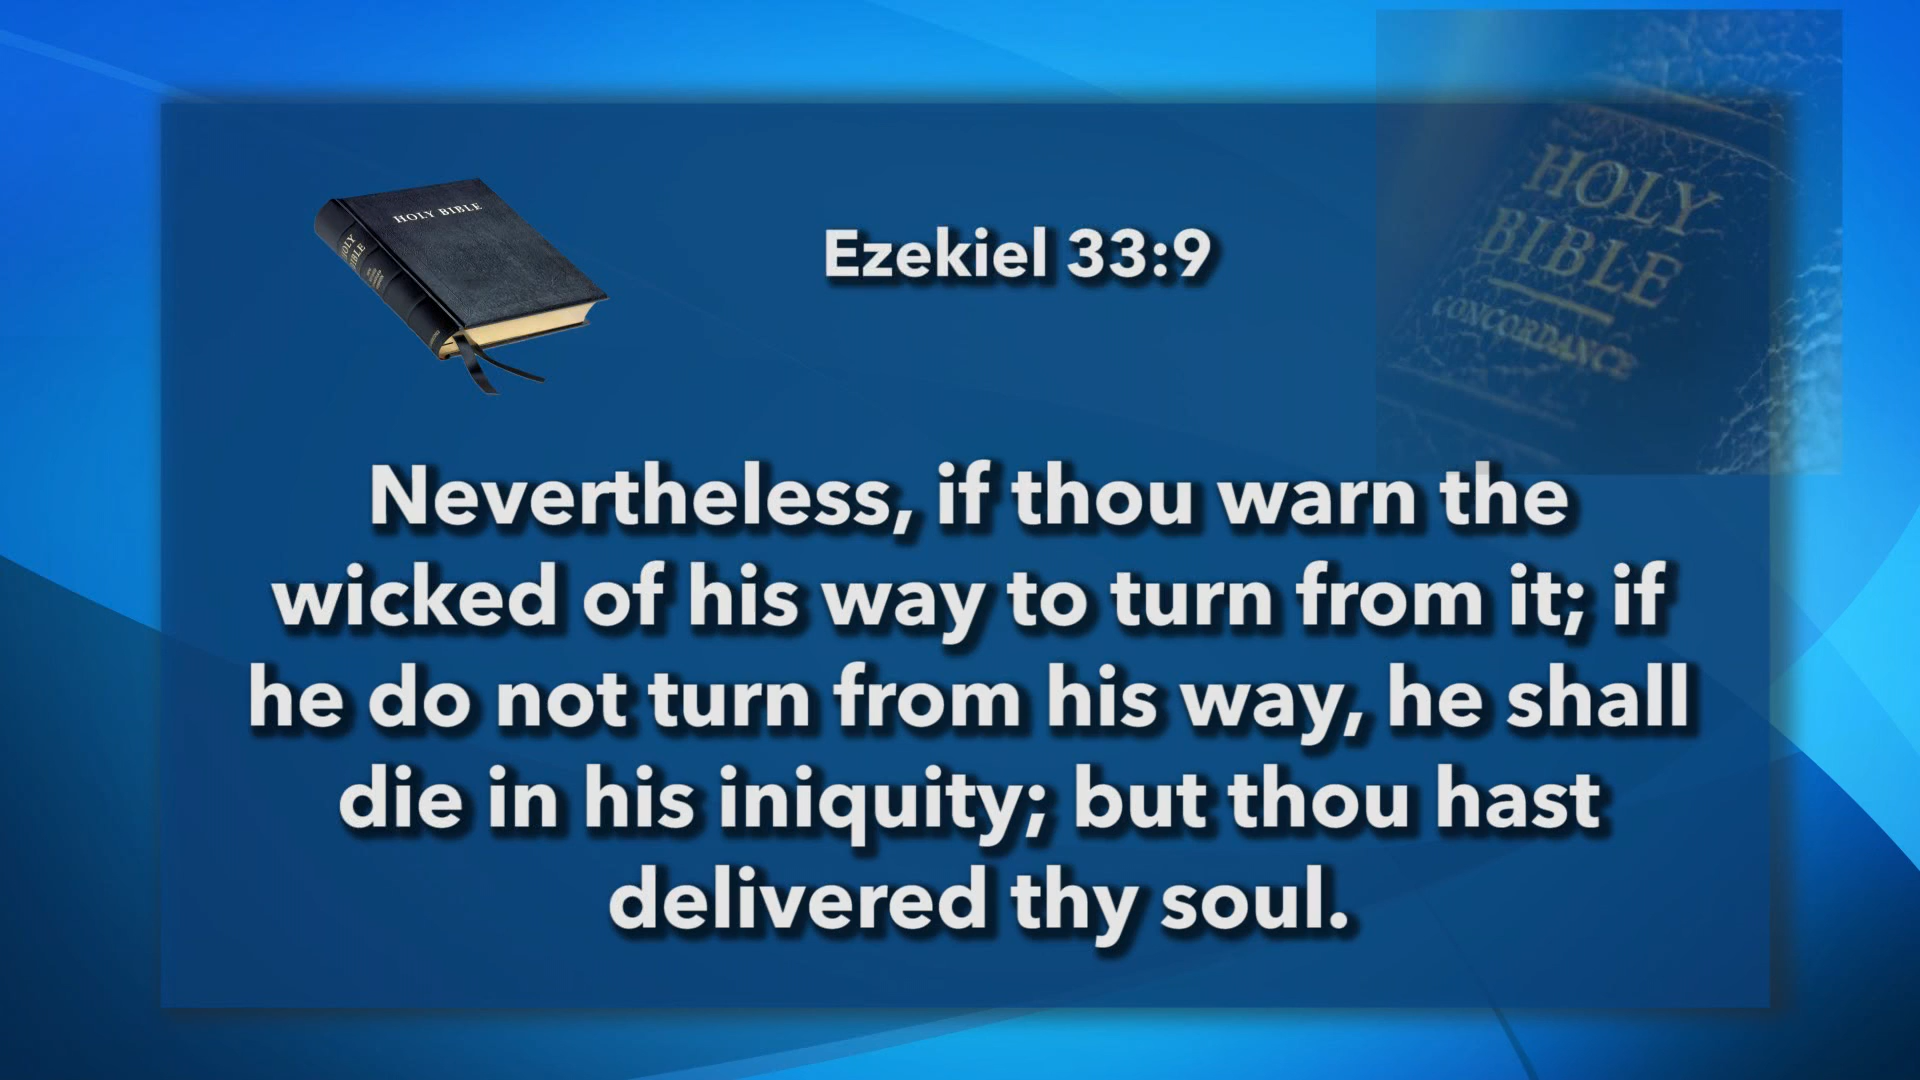 HOLY BIBLE
HOLY
BIBLE
Ezekiel 33:9
HOLY
BIBLE
CONCORDANCE
Nevertheless, if thou warn the
wicked of his way to turn from it; if
he do not turn from his way, he shall
die in his iniquity; but thou hast
delivered thy soul.